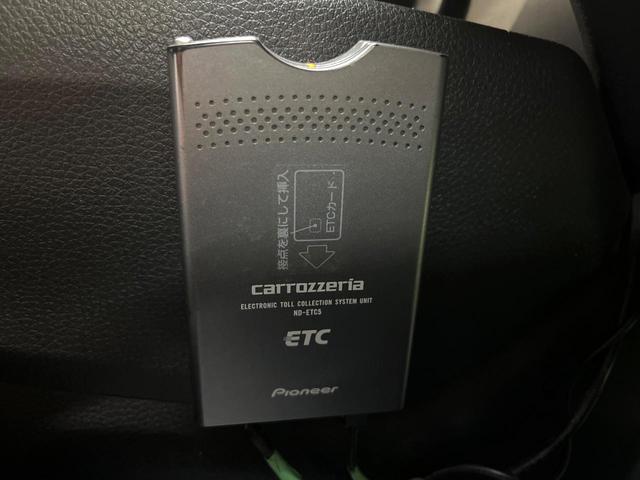 接点を裏にして挿入
ETCカード
carrozzeria
ELECTRONIC TOLL COLLECTION SYSTEM UNIT
ND-ETC5
ETC
Pioneer